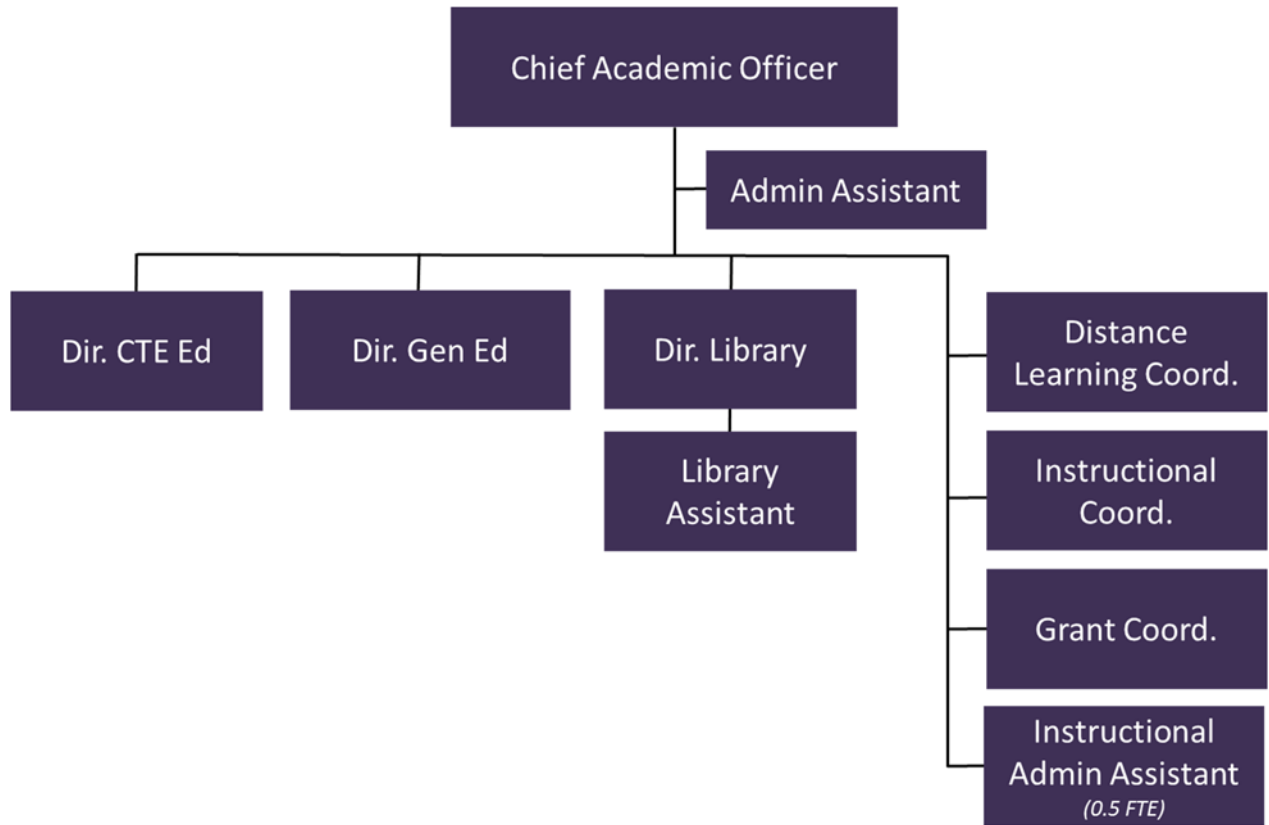 Chief Academic Officer
Admin Assistant
Dir. CTE Ed
Dir. Gen Ed
Dir. Library
Library
Assistant
Distance
Learning Coord.
Instructional
Coord.
Grant Coord.
Instructional
Admin Assistant
(0.5 FTE)